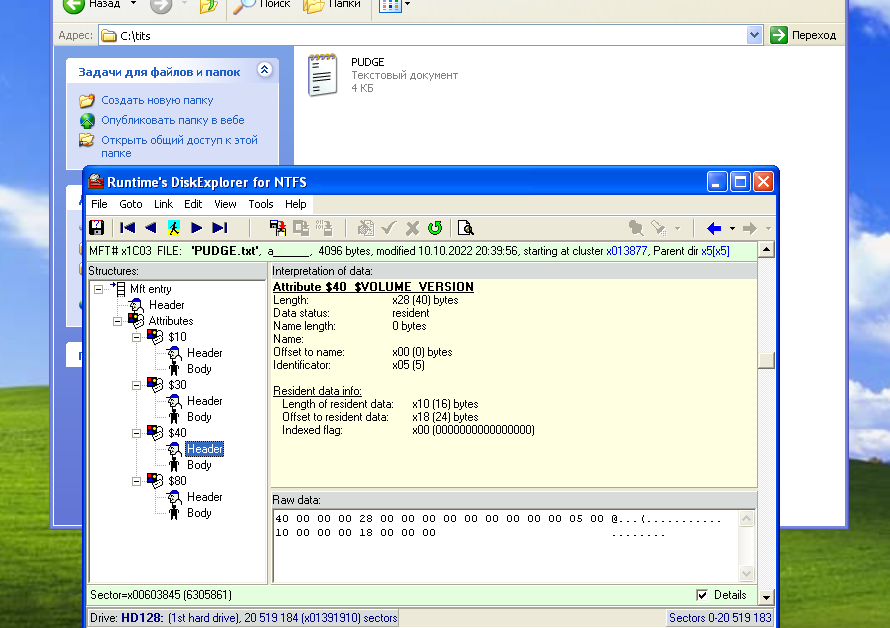 Назад
Поиск
Папки
Адрес: C:\tits Переход
Задачи для файлов и папок
Создать новую папку
Опубликовать папку в вебе
Открыть общий доступ к этой
папке
PUDGE
Текстовый документ
4 КБ
Runtime's DiskExplorer for NTFS
File Goto Link Edit View Tools Help
MFT# x1C03 FILE: 'PUDGE.txt', a______, 4096 bytes, modified 10.10.2022 20:39:56, starting at cluster x013877, Parent dir x5[x5]
Structures:
Mft entry
Header
Attributes
$10
Header
Body
$30
Header
Body
$40
Header
Body
$80
Header
Body
Interpretation of data:
Attribute $40 $VOLUME_VERSION
Length: x28 (40) bytes
Data status: resident
Name length: 0 bytes
Name:
Offset to name: x00 (0) bytes
Identificator: x05 (5)
Resident data info:
Length of resident data: x10 (16) bytes
Offset to resident data: x18 (24) bytes
Indexed flag: x00 (0000000000000000)
Raw data:
40 00 00 00 28 00 00 00 00 00 00 00 00 00 05 00 @...(...........
10 00 00 00 18 00 00 00 ........
Sector=x00603845 (6305861) Details
Drive: HD128: (1st hard drive), 20 519 184 (x01391910) sectors Sectors 0-20 519 183